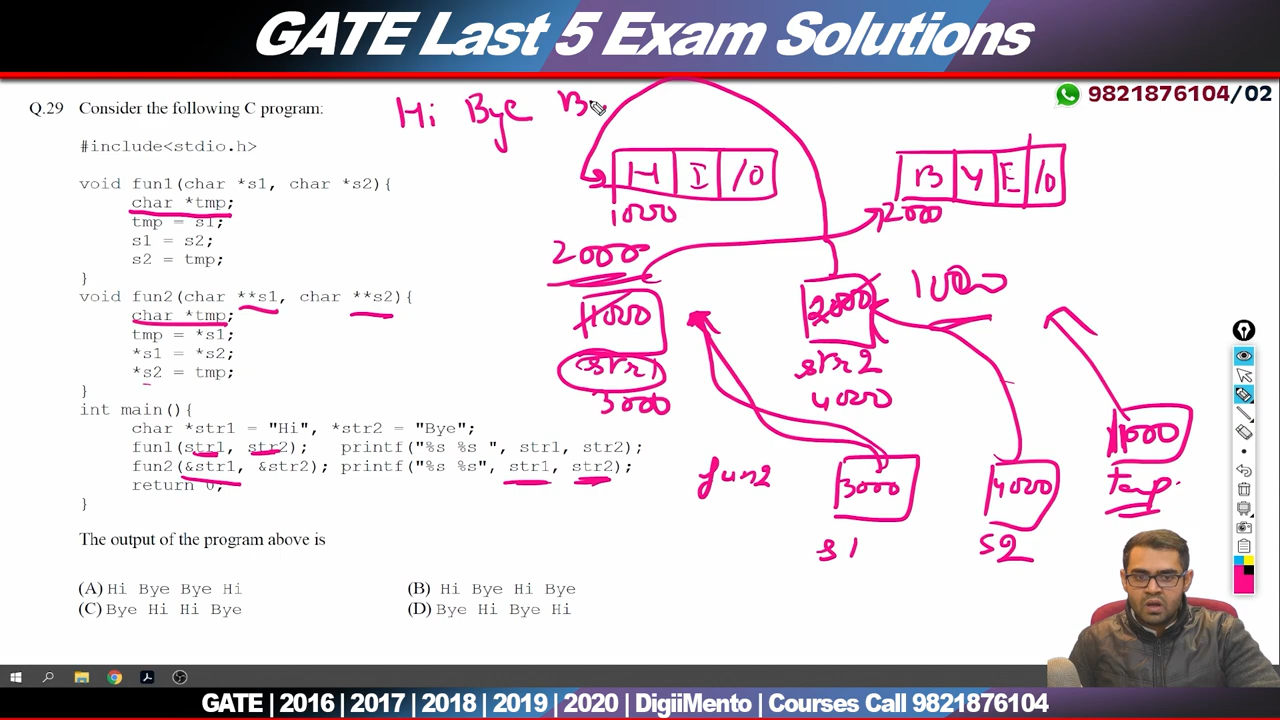 GATE Last 5 Exam Solutions
9821876104/02
Q.29 Consider the following C program:
#include<stdio.h>
void fun1(char *s1, char *s2){
char *tmp;
tmp = s1;
s1 = s2;
s2 = tmp;
}
void fun2(char **s1, char **s2){
char *tmp;
tmp = *s1;
*s1 = *s2;
*s2 = tmp;
}
int main(){
char *str1 = "Hi", *str2 = "Bye";
fun1(str1, str2); printf("%s %s ", str1, str2);
fun2(&str1, &str2); printf("%s %s", str1, str2);
return 0;
}
The output of the program above is
(A) Hi Bye Bye Hi (B) Hi Bye Hi Bye
(C) Bye Hi Hi Bye (D) Bye Hi Bye Hi
Hi Bye B
H I /0 B Y E /0
1000 2000
2000
1000 2000 1000
str1 str2
3000 4000
fun2 3000 4000 1000
s1 s2 temp.
GATE | 2016 | 2017 | 2018 | 2019 | 2020 | DigiiMento | Courses Call 9821876104